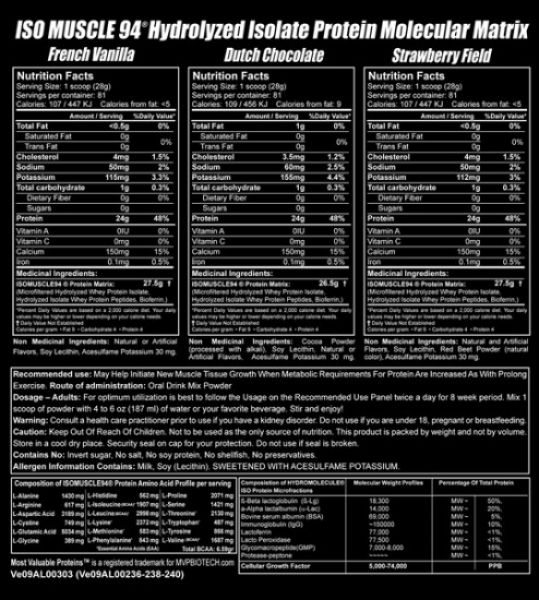 ISO MUSCLE 94® Hydrolyzed Isolate Protein Molecular Matrix
French Vanilla
Nutrition Facts
Serving Size: 1 scoop (28g)
Servings per container: 81
Calories: 107 / 447 KJ Calories from fat: <5
Amount / Serving %Daily Value*
Total Fat <0.5g 0%
Saturated Fat 0g
0%
Trans Fat 0g
Cholesterol 4mg 1.5%
Sodium 50mg 2%
Potassium 115mg 3.3%
Total carbohydrate 1g 0.3%
Dietary Fiber 0g 0%
Sugars 0g
Protein 24g 48%
Vitamin A 0IU 0%
Vitamin C 0mg 0%
Calcium 150mg 15%
Iron 0.1mg 0.5%
Medicinal Ingredients:
ISOMUSCLE94 ® Protein Matrix: 27.5g †
(Microfiltered Hydrolyzed Whey Protein Isolate,
Hydrolyzed Isolate Whey Protein Peptides, Bioferrin,)
*Percent Daily Values are based on a 2,000 calorie diet. Your daily
values may be higher or lower depending on your calorie needs.
† Daily Value Not Established
Calories per gram: • Fat 9 • Carbohydrate 4 • Protein 4
Non Medicinal Ingredients: Natural or Artificial
Flavors, Soy Lecithin, Acesulfame Potassium 30 mg.
Dutch Chocolate
Nutrition Facts
Serving Size: 1 scoop (28g)
Servings per container: 81
Calories: 109 / 456 KJ Calories from fat: 9
Amount / Serving %Daily Value*
Total Fat 1g 0%
Saturated Fat 0g
0%
Trans Fat 0g
Cholesterol 3.5mg 1.2%
Sodium 60mg 2.5%
Potassium 155mg 4.4%
Total carbohydrate 1g 0.3%
Dietary Fiber 0g 0%
Sugars 0g
Protein 24g 48%
Vitamin A 0IU 0%
Vitamin C 0mg 0%
Calcium 150mg 15%
Iron 0.1mg 0.5%
Medicinal Ingredients:
ISOMUSCLE94 ® Protein Matrix: 26.5g †
(Microfiltered Hydrolyzed Whey Protein Isolate,
Hydrolyzed Isolate Whey Protein Peptides, Bioferrin,)
*Percent Daily Values are based on a 2,000 calorie diet. Your daily
values may be higher or lower depending on your calorie needs.
† Daily Value Not Established
Calories per gram: • Fat 9 • Carbohydrate 4 • Protein 4
Non Medicinal Ingredients: Cocoa Powder
(processed with alkali), Soy Lecithin, Natural or
Artificial Flavors, Acesulfame Potassium 30 mg.
Strawberry Field
Nutrition Facts
Serving Size: 1 scoop (28g)
Servings per container: 81
Calories: 107 / 447 KJ Calories from fat: <5
Amount / Serving %Daily Value*
Total Fat <0.5g 0%
Saturated Fat 0g
0%
Trans Fat 0g
Cholesterol 4mg 1.5%
Sodium 50mg 2%
Potassium 112mg 3%
Total carbohydrate 1g 0.3%
Dietary Fiber 0g 0%
Sugars 0g
Protein 24g 48%
Vitamin A 0IU 0%
Vitamin C 0mg 0%
Calcium 150mg 15%
Iron 0.1mg 0.5%
Medicinal Ingredients:
ISOMUSCLE94 ® Protein Matrix: 27.5g †
(Microfiltered Hydrolyzed Whey Protein Isolate,
Hydrolyzed Isolate Whey Protein Peptides, Bioferrin,)
*Percent Daily Values are based on a 2,000 calorie diet. Your daily
values may be higher or lower depending on your calorie needs.
† Daily Value Not Established
Calories per gram: • Fat 9 • Carbohydrate 4 • Protein 4
Non Medicinal Ingredients: Natural and Artificial
Flavors, Soy Lecithin, Red Beet Powder (natural
color), Acesulfame Potassium 30 mg.
Recommended use: May Help Initiate New Muscle Tissue Growth When Metabolic Requirements For Protein Are Increased As With Prolong
Exercise. Route of administration: Oral Drink Mix Powder
Dosage – Adults: For optimum utilization is best to follow the Usage on the Recommended Use Panel twice a day for 8 week period. Mix 1
scoop of powder with 4 to 6 oz (187 ml) of water or your favorite beverage. Stir and enjoy!
Warning: Consult a health care practitioner prior to use if you have a kidney disorder. Do not use if you are under 18, pregnant or breastfeeding.
Caution: Keep Out Of Reach Of Children. Not to be used as the only source of nutrition. This product is packed by weight and not by volume.
Store in a cool dry place. Security seal on cap for your protection. Do not use if seal is broken.
Contains No: Invert sugar, No salt, No soy protein, No shellfish, No preservatives.
Allergen Information Contains: Milk, Soy (Lecithin). SWEETENED WITH ACESULFAME POTASSIUM.
Composition of ISOMUSCLE94® Protein Amino Acid Profile per serving
L-Alanine 1430 mg L-Histidine 562 mg L-Proline 2071 mg
L-Arginine 617 mg L-Isoleucine (BCAA)* 1907 mg L-Serine 1421 mg
L-Aspartic Acid 3189 mg L-Leucine (BCAA)* 2998 mg L-Threonine* 2130 mg
L-Cystine 749 mg L-Lysine* 2372 mg L-Tryptophan* 487 mg
L-Glutamic Acid 5534 mg L-Methionine* 583 mg L-Tyrosine 866 mg
L-Glycine 389 mg L-Phenylalanine* 843 mg L-Valine (BCAA)* 1687 mg
*Essential Amino Acids (EAA) Total BCAA: 6.59gr
Most Valuable Proteins™ is a registered trademark for MVPBIOTECH.com
Ve09AL00303 (Ve09AL00236-238-240)
Composition of HYDROMOLECULE® ISO Protein Microfractions Molecular Weight Profiles Percentage Of Total Protein
ß-Beta lactoglobulin (ß-Lg) 18,300 MW ~ 50%,
α-Alpha lactalbumin (α-Lac) 14,000 MW ~ 20%,
Bovine serum albumin (BSA) 69,000 MW ~ 5%,
Immunoglobulin (IgG) ~150000 MW ~ 10%,
Lactoferrin 77,000 MW ~ <1%,
Lacto Peroxidase 77,500 MW ~ <1%,
Glycomacropeptide(GMP) 7,000-8,000 MW ~ 15%,
Protease-peptone ~~~~~ MW ~ <1%,
Cellular Growth Factor 5,000-74,000 PPB